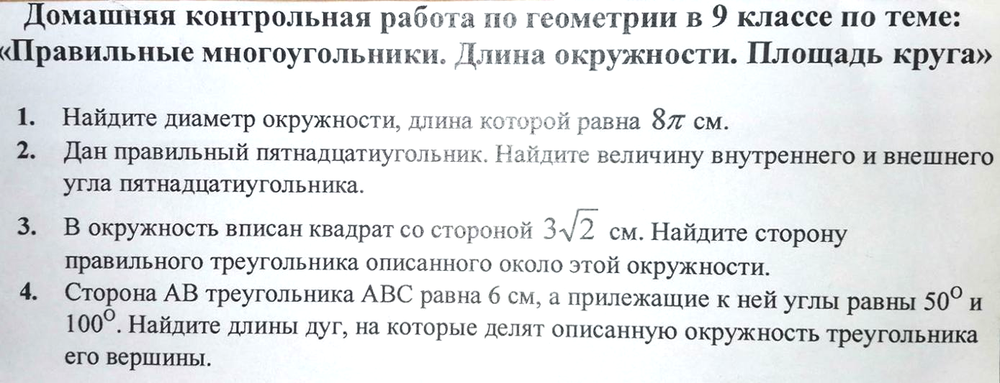 Домашняя контрольная работа по геометрии в 9 классе по теме:
«Правильные многоугольники. Длина окружности. Площадь круга»
1. Найдите диаметр окружности, длина которой равна 8π см.
2. Дан правильный пятнадцатиугольник. Найдите величину внутреннего и внешнего
угла пятнадцатиугольника.
3. В окружность вписан квадрат со стороной 3√2 см. Найдите сторону
правильного треугольника описанного около этой окружности.
4. Сторона АВ треугольника АВС равна 6 см, а прилежащие к ней углы равны 50° и
100°. Найдите длины дуг, на которые делят описанную окружность треугольника
его вершины.